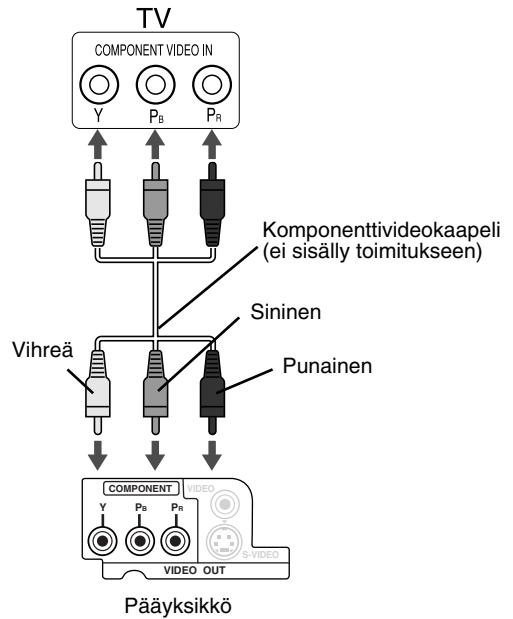 TV
COMPONENT VIDEO IN
Y PB PR
Komponenttivideokaapeli
(ei sisälly toimitukseen)
Sininen
Vihreä
Punainen
COMPONENT VIDEO
Y PB PR
S-VIDEO
VIDEO OUT
Pääyksikkö